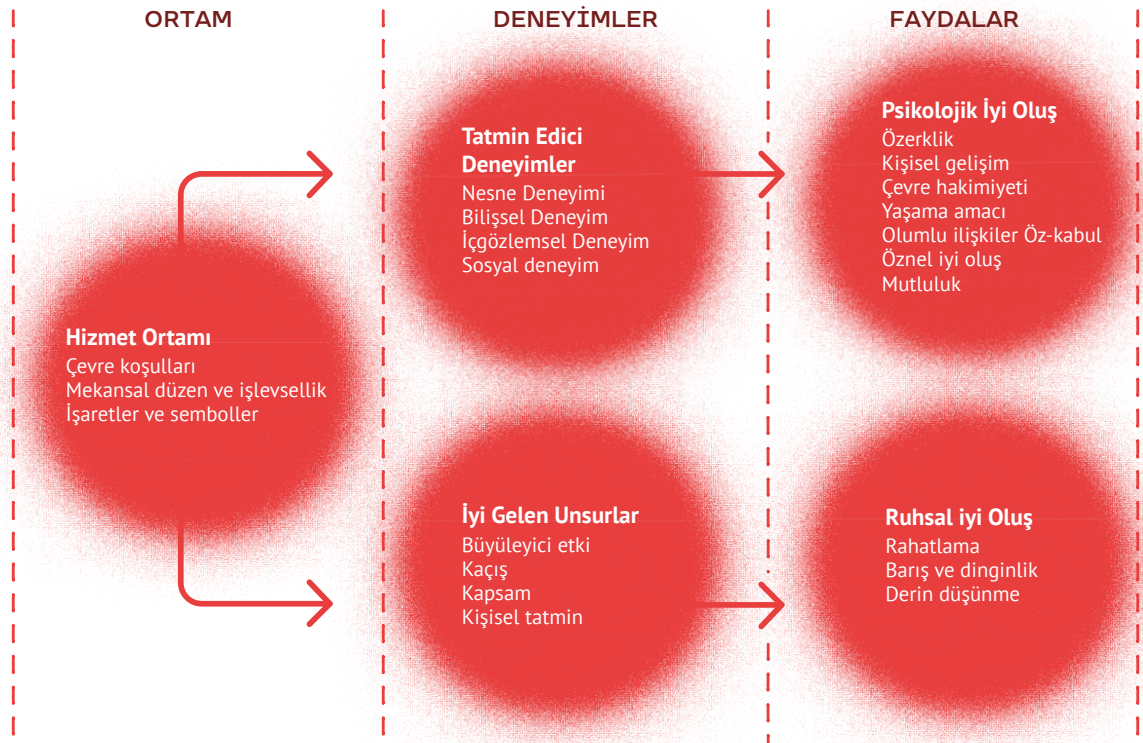 ORTAM
DENEYİMLER
FAYDALAR
Hizmet Ortamı
Çevre koşulları
Mekansal düzen ve işlevsellik
İşaretler ve semboller
Tatmin Edici
Deneyimler
Nesne Deneyimi
Bilişsel Deneyim
İçgözlemsel Deneyim
Sosyal deneyim
İyi Gelen Unsurlar
Büyüleyici etki
Kaçış
Kapsam
Kişisel tatmin
Psikolojik İyi Oluş
Özerklik
Kişisel gelişim
Çevre hakimiyeti
Yaşama amacı
Olumlu ilişkiler Öz-kabul
Öznel iyi oluş
Mutluluk
Ruhsal iyi Oluş
Rahatlama
Barış ve dinginlik
Derin düşünme